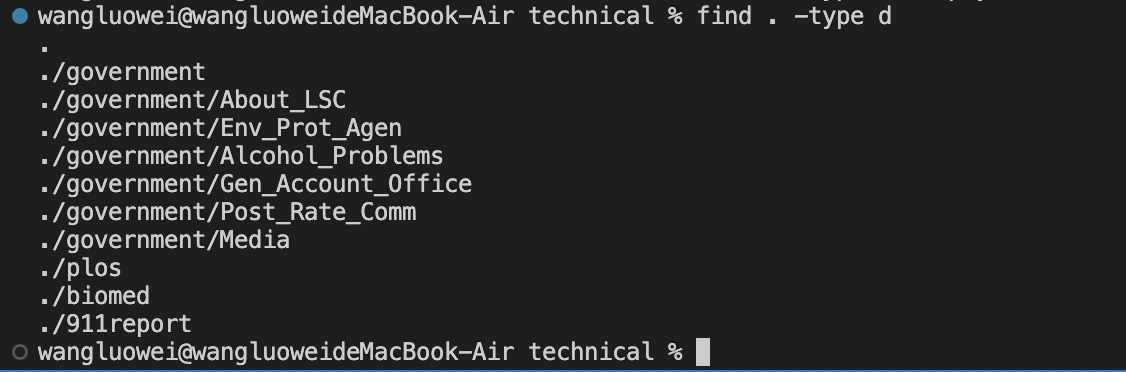 wangluowei@wangluoweideMacBook-Air technical % find . -type d
.
./government
./government/About_LSC
./government/Env_Prot_Agen
./government/Alcohol_Problems
./government/Gen_Account_Office
./government/Post_Rate_Comm
./government/Media
./plos
./biomed
./911report
wangluowei@wangluoweideMacBook-Air technical %